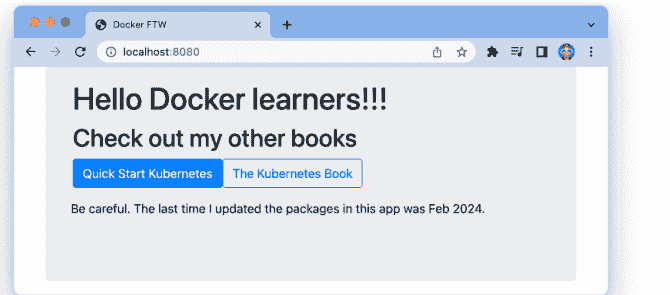 Docker FTW
localhost:8080
Hello Docker learners!!!
Check out my other books
Quick Start Kubernetes The Kubernetes Book
Be careful. The last time I updated the packages in this app was Feb 2024.